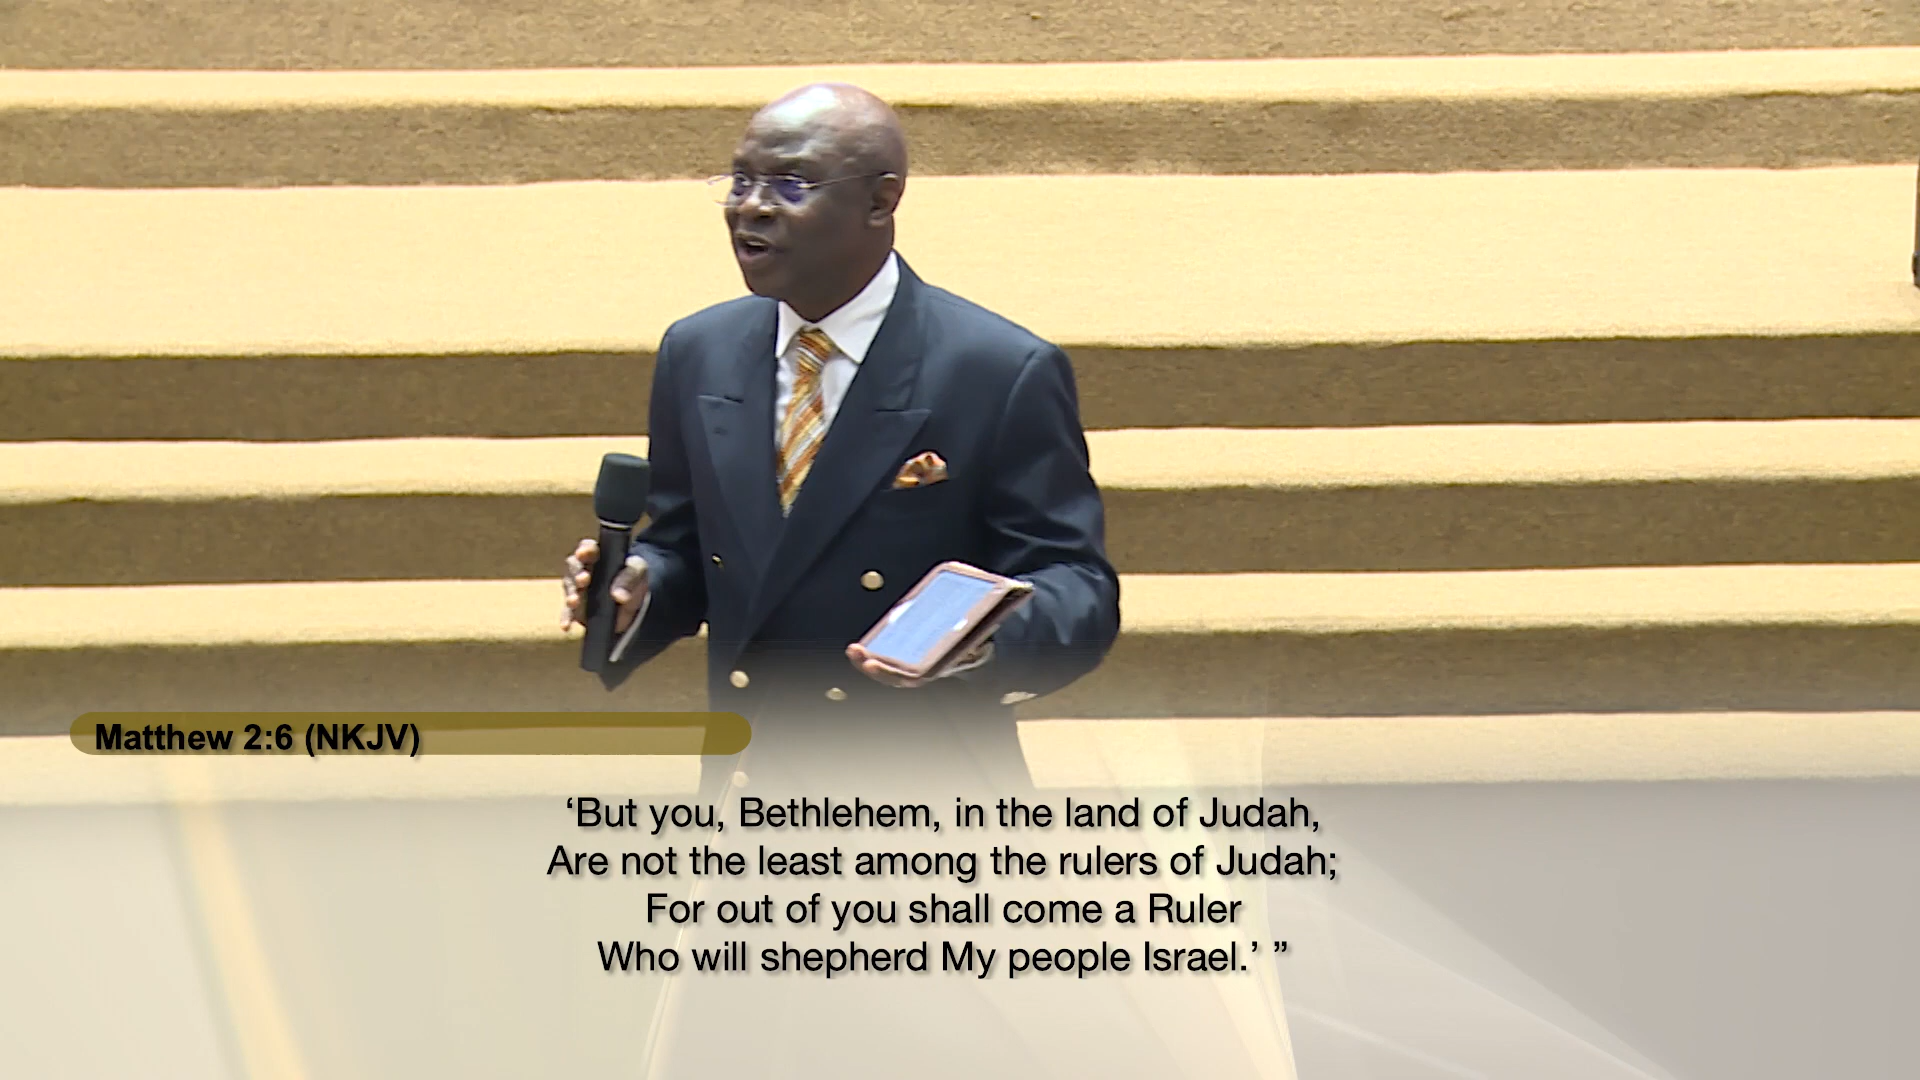 Matthew 2:6 (NKJV)
‘But you, Bethlehem, in the land of Judah,
Are not the least among the rulers of Judah;
For out of you shall come a Ruler
Who will shepherd My people Israel.’ ”